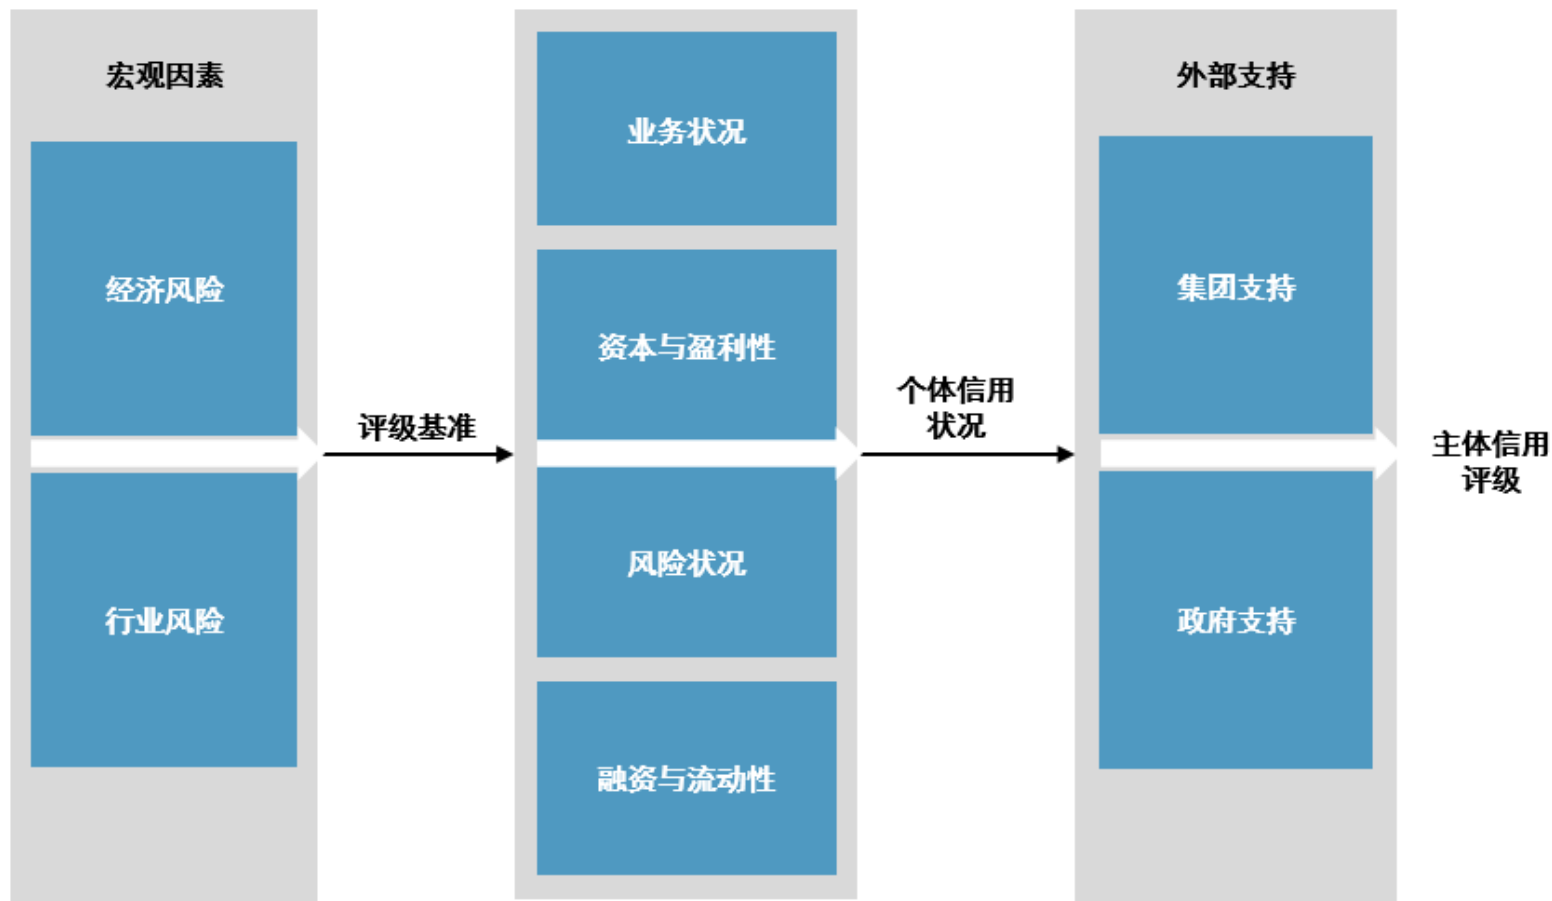 宏观因素
经济风险
行业风险
评级基准
业务状况
资本与盈利性
风险状况
融资与流动性
个体信用
状况
外部支持
集团支持
政府支持
主体信用
评级